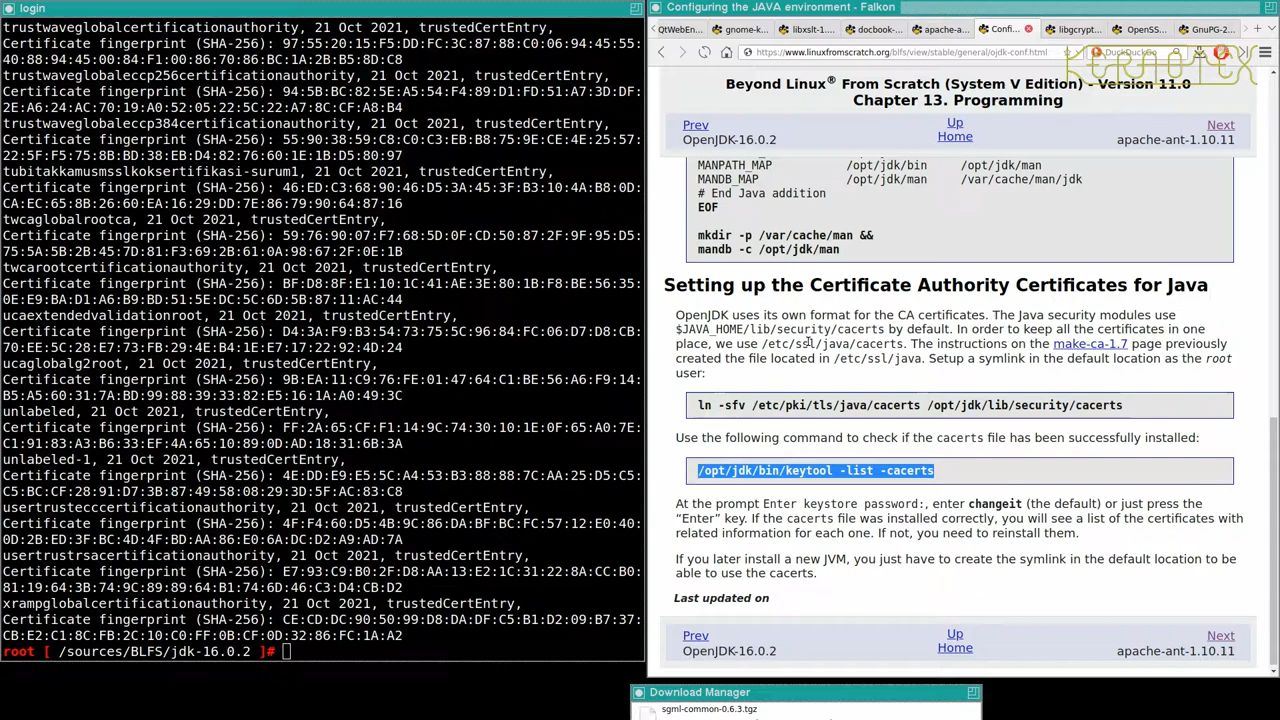 login
trustwaveglobalcertificationauthority, 21 Oct 2021, trustedCertEntry,
Certificate fingerprint (SHA-256): 97:55:20:15:F5:DD:FC:3C:87:88:C0:06:94:45:55:
40:88:94:45:00:84:F1:00:86:70:86:BC:1A:2B:B5:8D:C8
trustwaveglobaleccp256certificationauthority, 21 Oct 2021, trustedCertEntry,
Certificate fingerprint (SHA-256): 94:5B:BC:82:5E:A5:54:F4:89:D1:FD:51:A7:3D:DF:
2E:A6:24:AC:70:19:A0:52:05:22:5C:22:A7:8C:CF:A8:B4
trustwaveglobaleccp384certificationauthority, 21 Oct 2021, trustedCertEntry,
Certificate fingerprint (SHA-256): 55:90:38:59:C8:C0:C3:EB:B8:75:9E:CE:4E:25:57:
22:5F:F5:75:8B:BD:38:EB:D4:82:76:60:1E:1B:D5:80:97
tubitakkamusmsslkoksertifikasi-surum1, 21 Oct 2021, trustedCertEntry,
Certificate fingerprint (SHA-256): 46:ED:C3:68:90:46:D5:3A:45:3F:B3:10:4A:B8:0D:
CA:EC:65:8B:26:60:EA:16:29:DD:7E:86:79:90:64:87:16
twcaglobalrootca, 21 Oct 2021, trustedCertEntry,
Certificate fingerprint (SHA-256): 59:76:90:07:F7:68:5D:0F:CD:50:87:2F:9F:95:D5:
75:5A:5B:2B:45:7D:81:F3:69:2B:61:0A:98:67:2F:0E:1B
twcarootcertificationauthority, 21 Oct 2021, trustedCertEntry,
Certificate fingerprint (SHA-256): BF:D8:8F:E1:10:1C:41:AE:3E:80:1B:F8:BE:56:35:
0E:E9:BA:D1:A6:B9:BD:51:5E:DC:5C:6D:5B:87:11:AC:44
ucaextendedvalidationroot, 21 Oct 2021, trustedCertEntry,
Certificate fingerprint (SHA-256): D4:3A:F9:B3:54:73:75:5C:96:84:FC:06:D7:D8:CB:
70:EE:5C:28:E7:73:FB:29:4E:B4:1E:E7:17:22:92:4D:24
ucaglobalg2root, 21 Oct 2021, trustedCertEntry,
Certificate fingerprint (SHA-256): 9B:EA:11:C9:76:FE:01:47:64:C1:BE:56:A6:F9:14:
B5:A5:60:31:7A:BD:99:88:39:33:82:E5:16:1A:A0:49:3C
unlabeled, 21 Oct 2021, trustedCertEntry,
Certificate fingerprint (SHA-256): FF:2A:65:CF:F1:14:9C:74:30:10:1E:0F:65:A0:7E:
C1:91:83:A3:B6:33:EF:4A:65:10:89:0D:AD:18:31:6B:3A
unlabeled-1, 21 Oct 2021, trustedCertEntry,
Certificate fingerprint (SHA-256): 4E:DD:E9:E5:5C:A4:53:B3:88:88:7C:AA:25:D5:C5:
C5:BC:CF:28:91:D7:3B:87:49:58:08:29:3D:5F:AC:83:C8
usertrustecccertificationauthority, 21 Oct 2021, trustedCertEntry,
Certificate fingerprint (SHA-256): 4F:F4:60:D5:4B:9C:86:DA:BF:BC:FC:57:12:E0:40:
0D:2B:ED:3F:BC:4D:4F:BD:AA:86:E0:6A:DC:D2:A9:AD:7A
usertrustrsacertificationauthority, 21 Oct 2021, trustedCertEntry,
Certificate fingerprint (SHA-256): E7:93:C9:B0:2F:D8:AA:13:E2:1C:31:22:8A:CC:B0:
81:19:64:3B:74:9C:89:89:64:B1:74:6D:46:C3:D4:CB:D2
xrampglobalcertificationauthority, 21 Oct 2021, trustedCertEntry,
Certificate fingerprint (SHA-256): CE:CD:DC:90:50:99:D8:DA:DF:C5:B1:D2:09:B7:37:
CB:E2:C1:8C:FB:2C:10:C0:FF:0B:CF:0D:32:86:FC:1A:A2
root [ /sources/BLFS/jdk-16.0.2 ]#
Configuring the JAVA environment - Falkon
QtWebEn... gnome-k... libxslt-1... docbook-... apache-a... Confi... libgcrypt... OpenSS... GnuPG-2...
https://www.linuxfromscratch.org/blfs/view/stable/general/ojdk-conf.html DuckDuckGo
KERNOTEX
Beyond Linux® From Scratch (System V Edition) - Version 11.0
Chapter 13. Programming
Prev Up Next
OpenJDK-16.0.2 Home apache-ant-1.10.11
MANPATH_MAP /opt/jdk/bin /opt/jdk/man
MANDB_MAP /opt/jdk/man /var/cache/man/jdk
# End Java addition
EOF
mkdir -p /var/cache/man &&
mandb -c /opt/jdk/man
Setting up the Certificate Authority Certificates for Java
OpenJDK uses its own format for the CA certificates. The Java security modules use
$JAVA_HOME/lib/security/cacerts by default. In order to keep all the certificates in one
place, we use /etc/ssl/java/cacerts. The instructions on the make-ca-1.7 page previously
created the file located in /etc/ssl/java. Setup a symlink in the default location as the root
user:
ln -sfv /etc/pki/tls/java/cacerts /opt/jdk/lib/security/cacerts
Use the following command to check if the cacerts file has been successfully installed:
/opt/jdk/bin/keytool -list -cacerts
At the prompt Enter keystore password:, enter changeit (the default) or just press the
“Enter” key. If the cacerts file was installed correctly, you will see a list of the certificates with
related information for each one. If not, you need to reinstall them.
If you later install a new JVM, you just have to create the symlink in the default location to be
able to use the cacerts.
Last updated on
Prev Up Next
OpenJDK-16.0.2 Home apache-ant-1.10.11
Download Manager
sgml-common-0.6.3.tgz